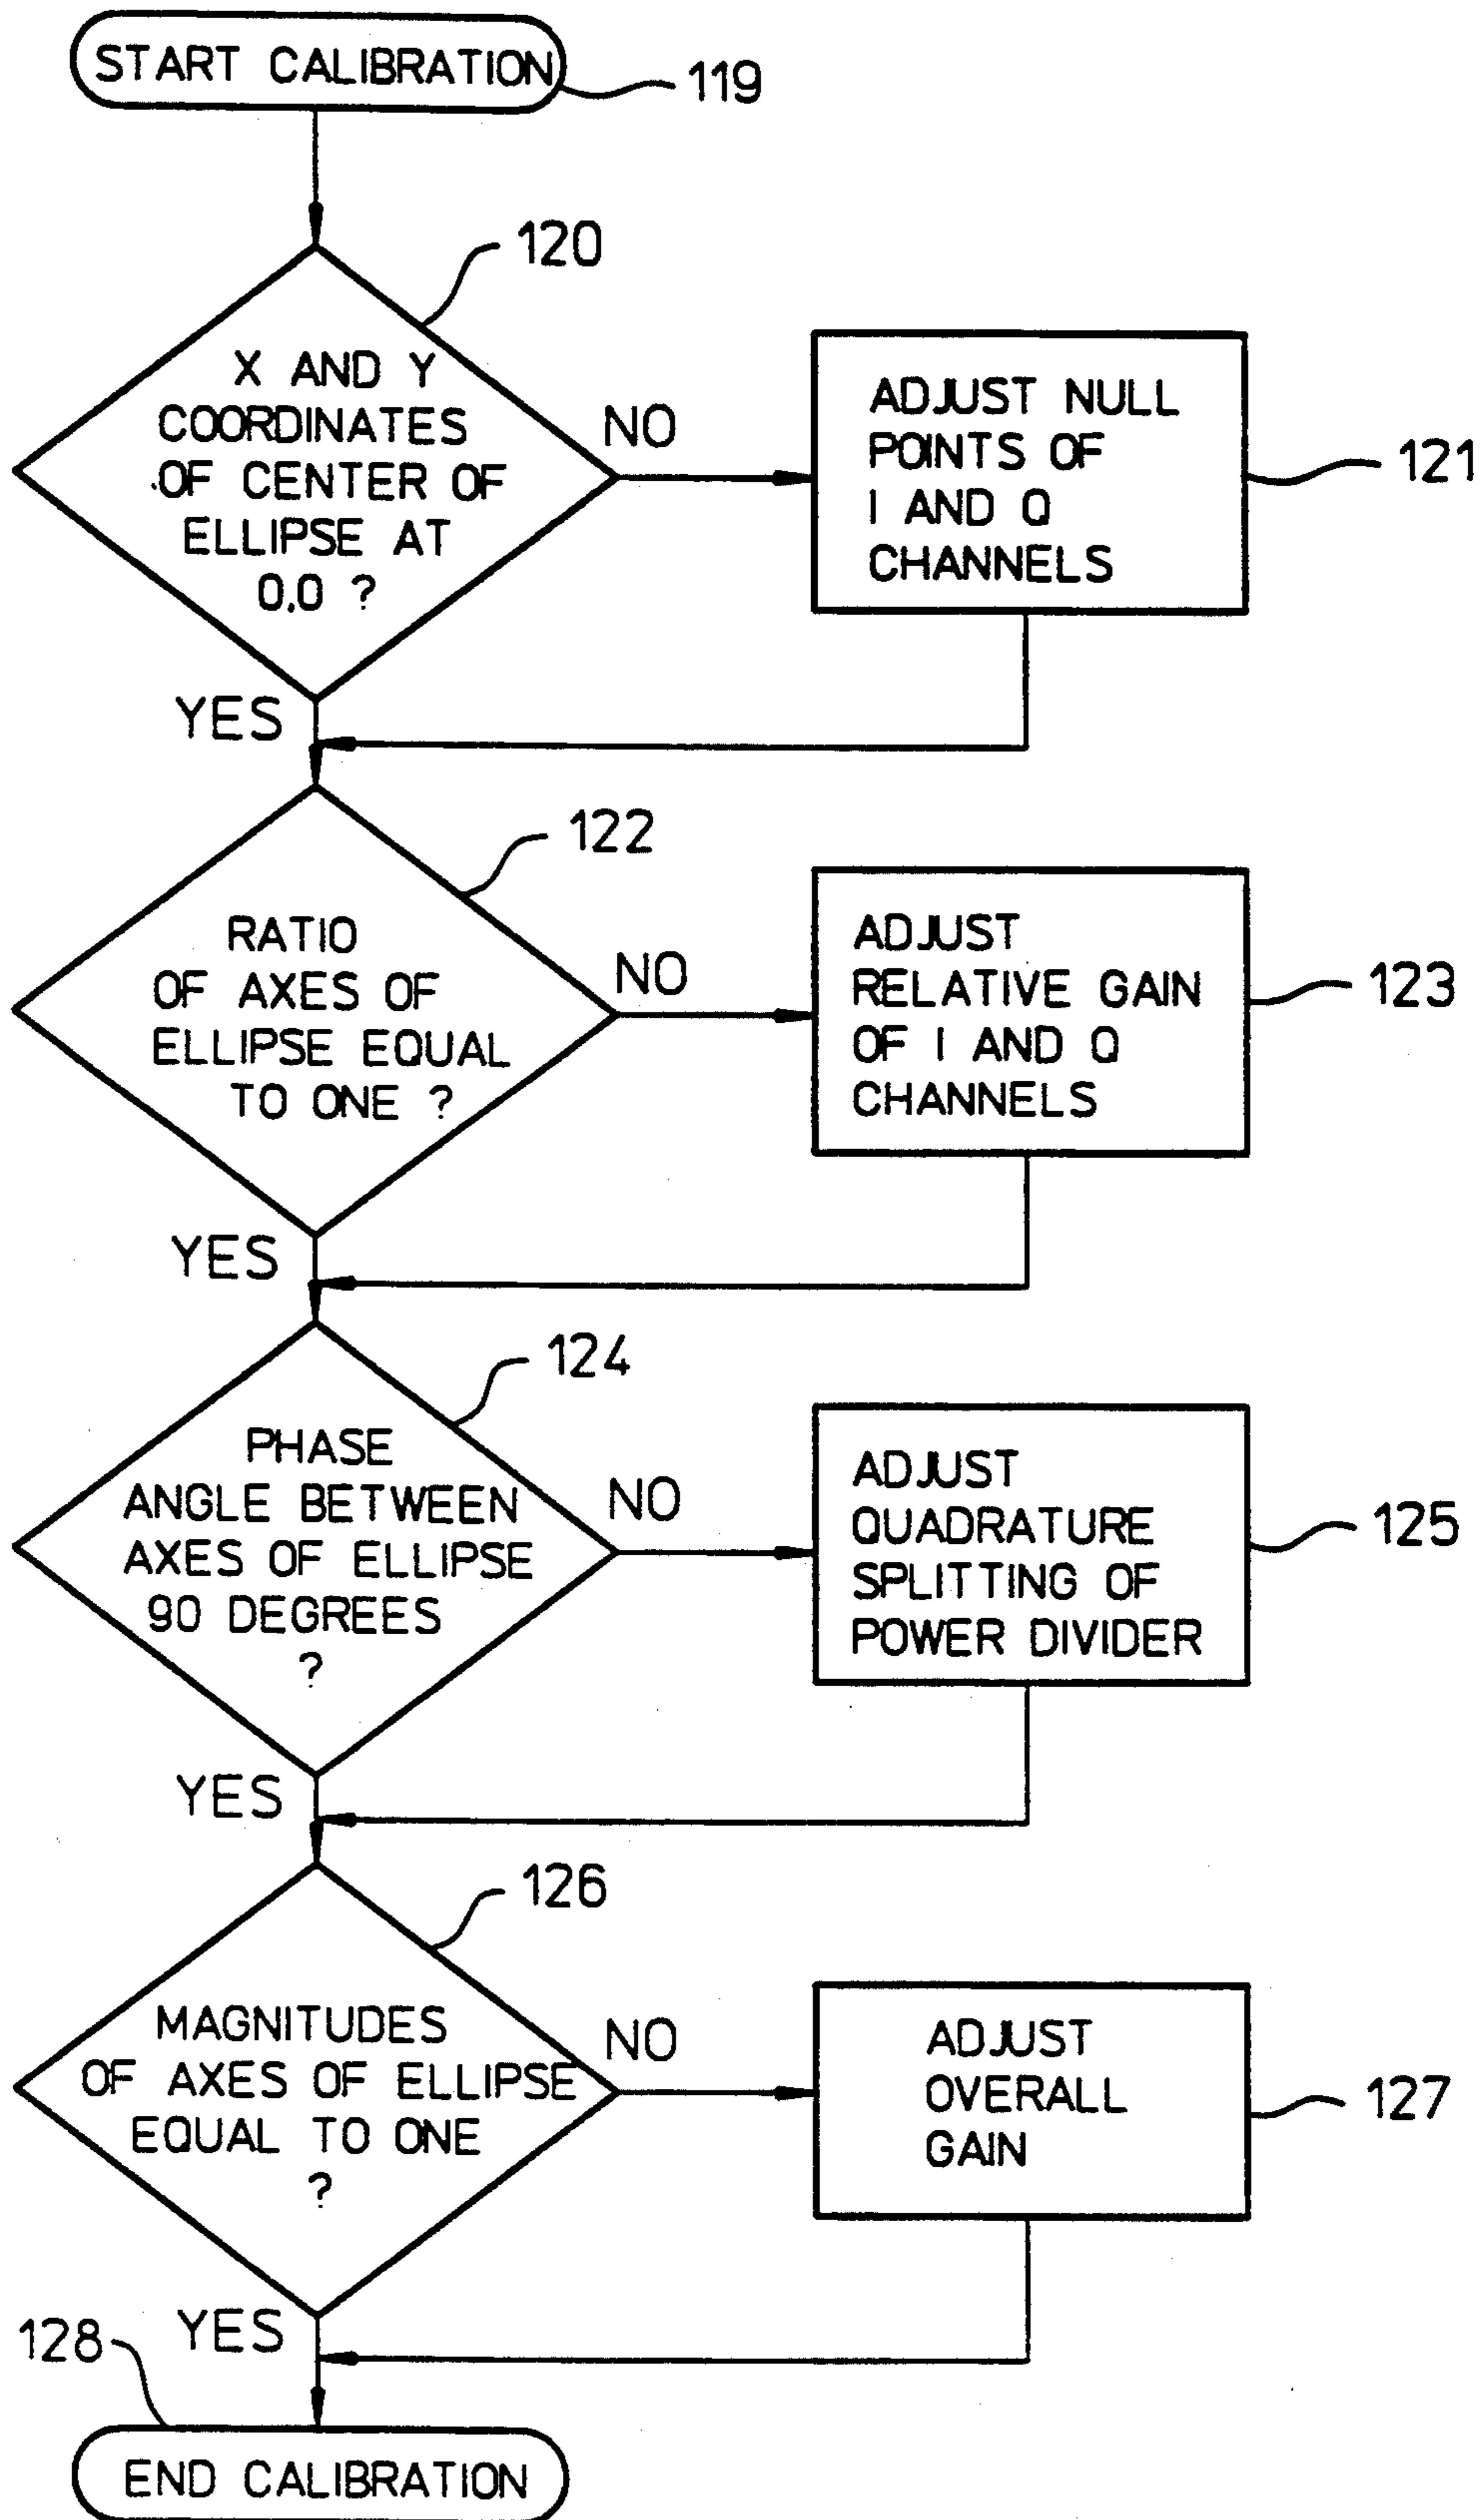 START CALIBRATION
119
120
X AND Y
COORDINATES
OF CENTER OF
ELLIPSE AT
0,0 ?
NO
ADJUST NULL
POINTS OF
I AND Q
CHANNELS
121
YES
122
RATIO
OF AXES OF
ELLIPSE EQUAL
TO ONE ?
NO
ADJUST
RELATIVE GAIN
OF I AND Q
CHANNELS
123
YES
124
PHASE
ANGLE BETWEEN
AXES OF ELLIPSE
90 DEGREES
?
NO
ADJUST
QUADRATURE
SPLITTING OF
POWER DIVIDER
125
YES
126
MAGNITUDES
OF AXES OF ELLIPSE
EQUAL TO ONE
?
NO
ADJUST
OVERALL
GAIN
127
YES
128
END CALIBRATION